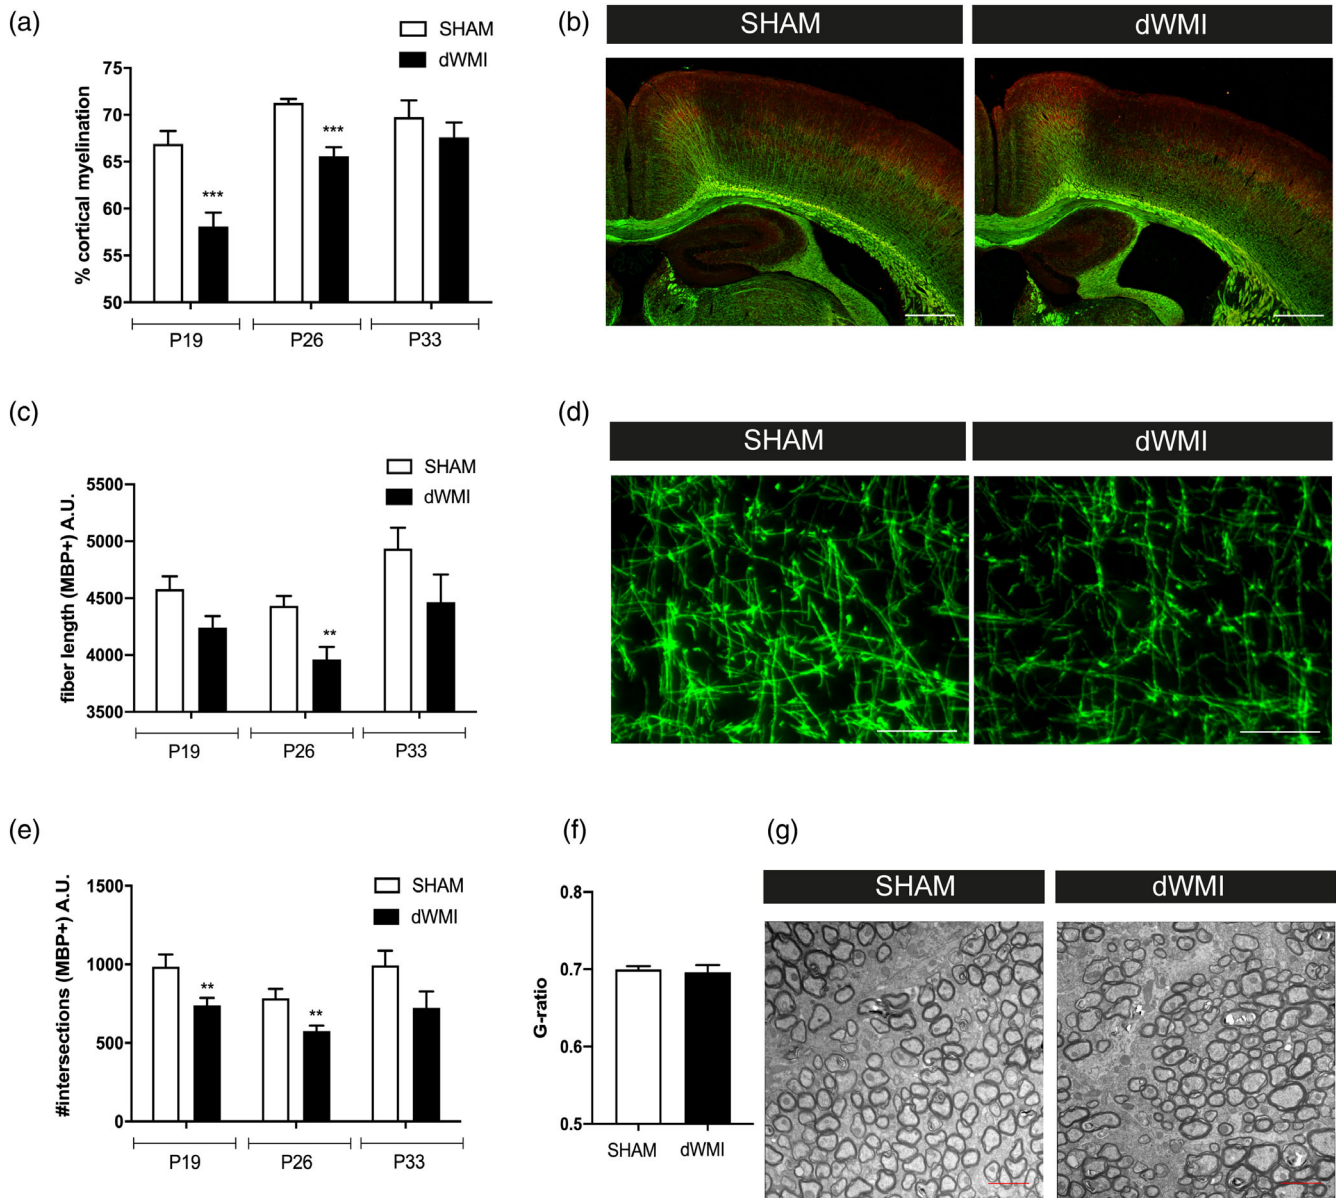 (a)
SHAM
dWMI
% cortical myelination
75
70
65
60
55
50
***
***
P19
P26
P33
(b)
SHAM
dWMI
(c)
SHAM
dWMI
fiber length (MBP+) A.U.
5500
5000
4500
4000
3500
**
P19
P26
P33
(d)
SHAM
dWMI
(e)
SHAM
dWMI
#intersections (MBP+) A.U.
1500
1000
500
0
**
**
P19
P26
P33
(f)
G-ratio
0.8
0.7
0.6
0.5
SHAM
dWMI
(g)
SHAM
dWMI